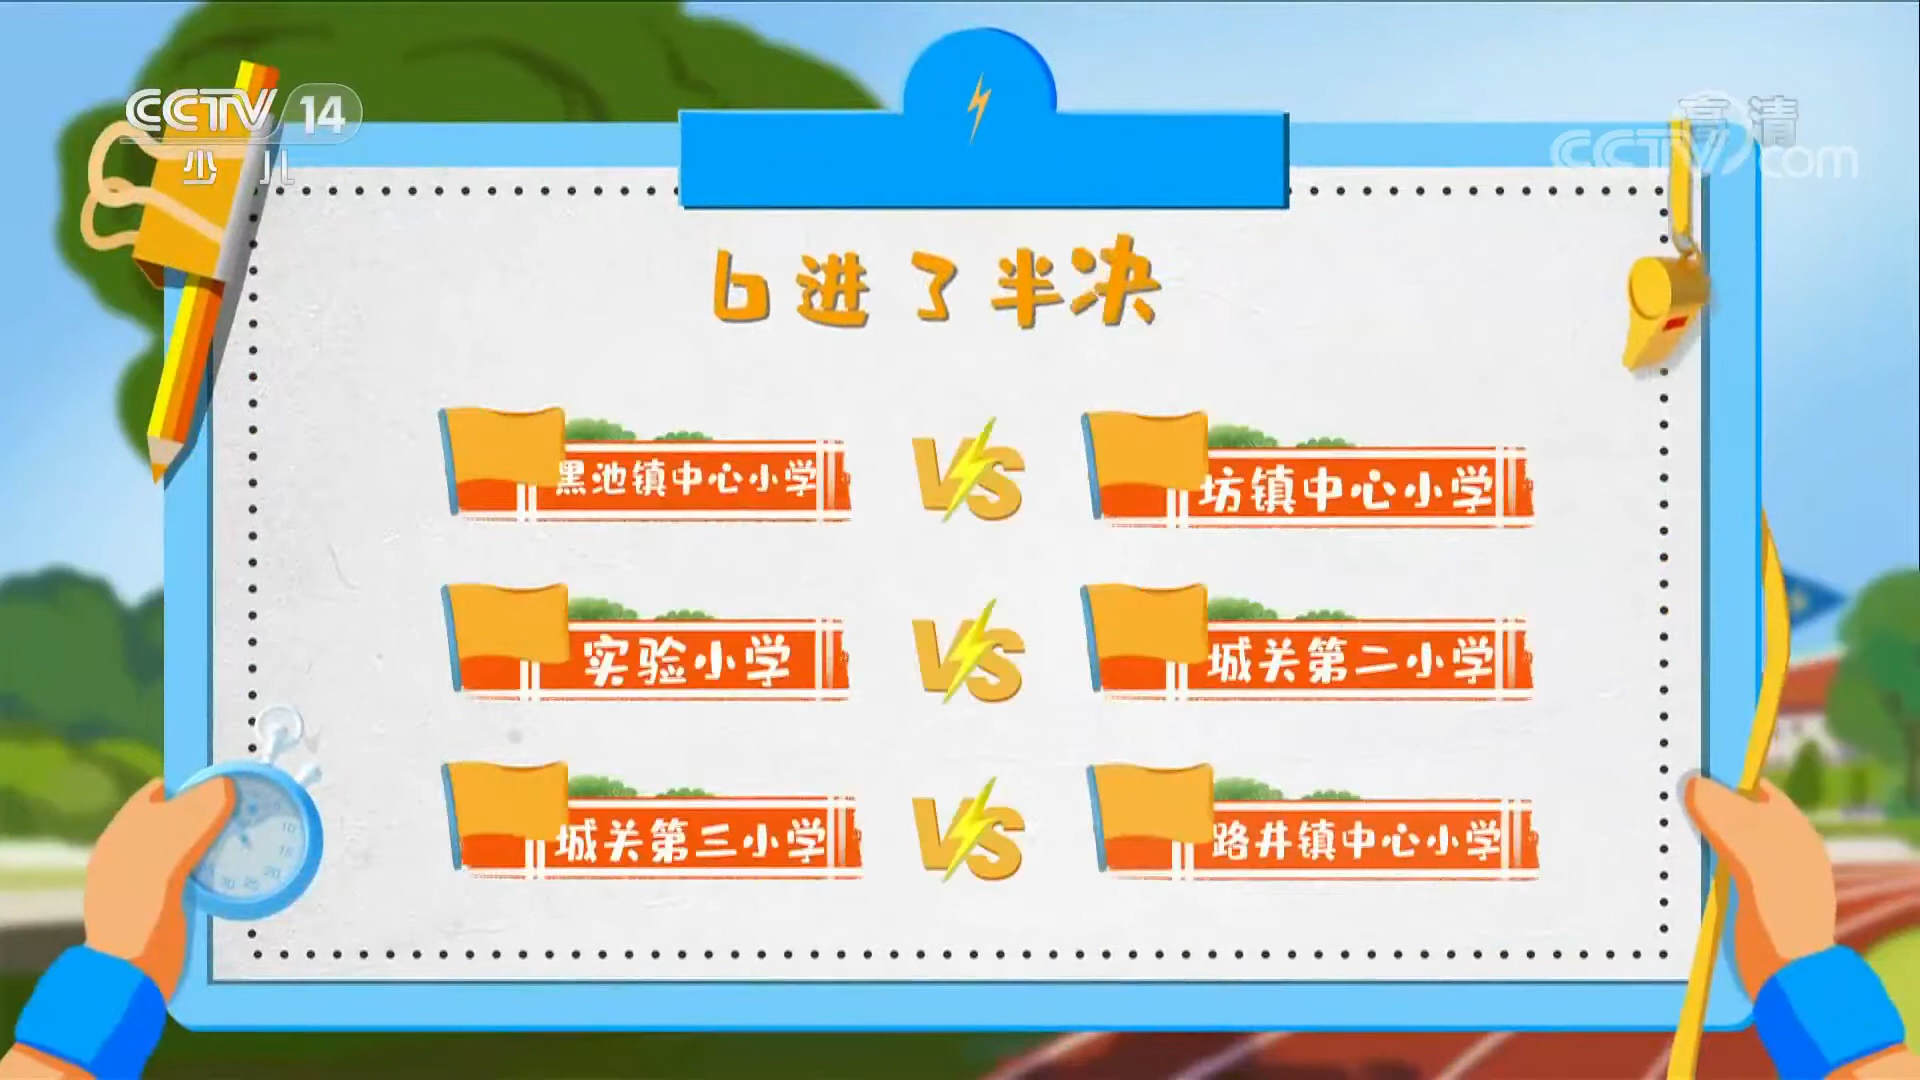 CCTV 14
少儿
高清
CCTV.com
6进了半决
黑池镇中心小学 VS 坊镇中心小学
实验小学 VS 城关第二小学
城关第三小学 VS 路井镇中心小学